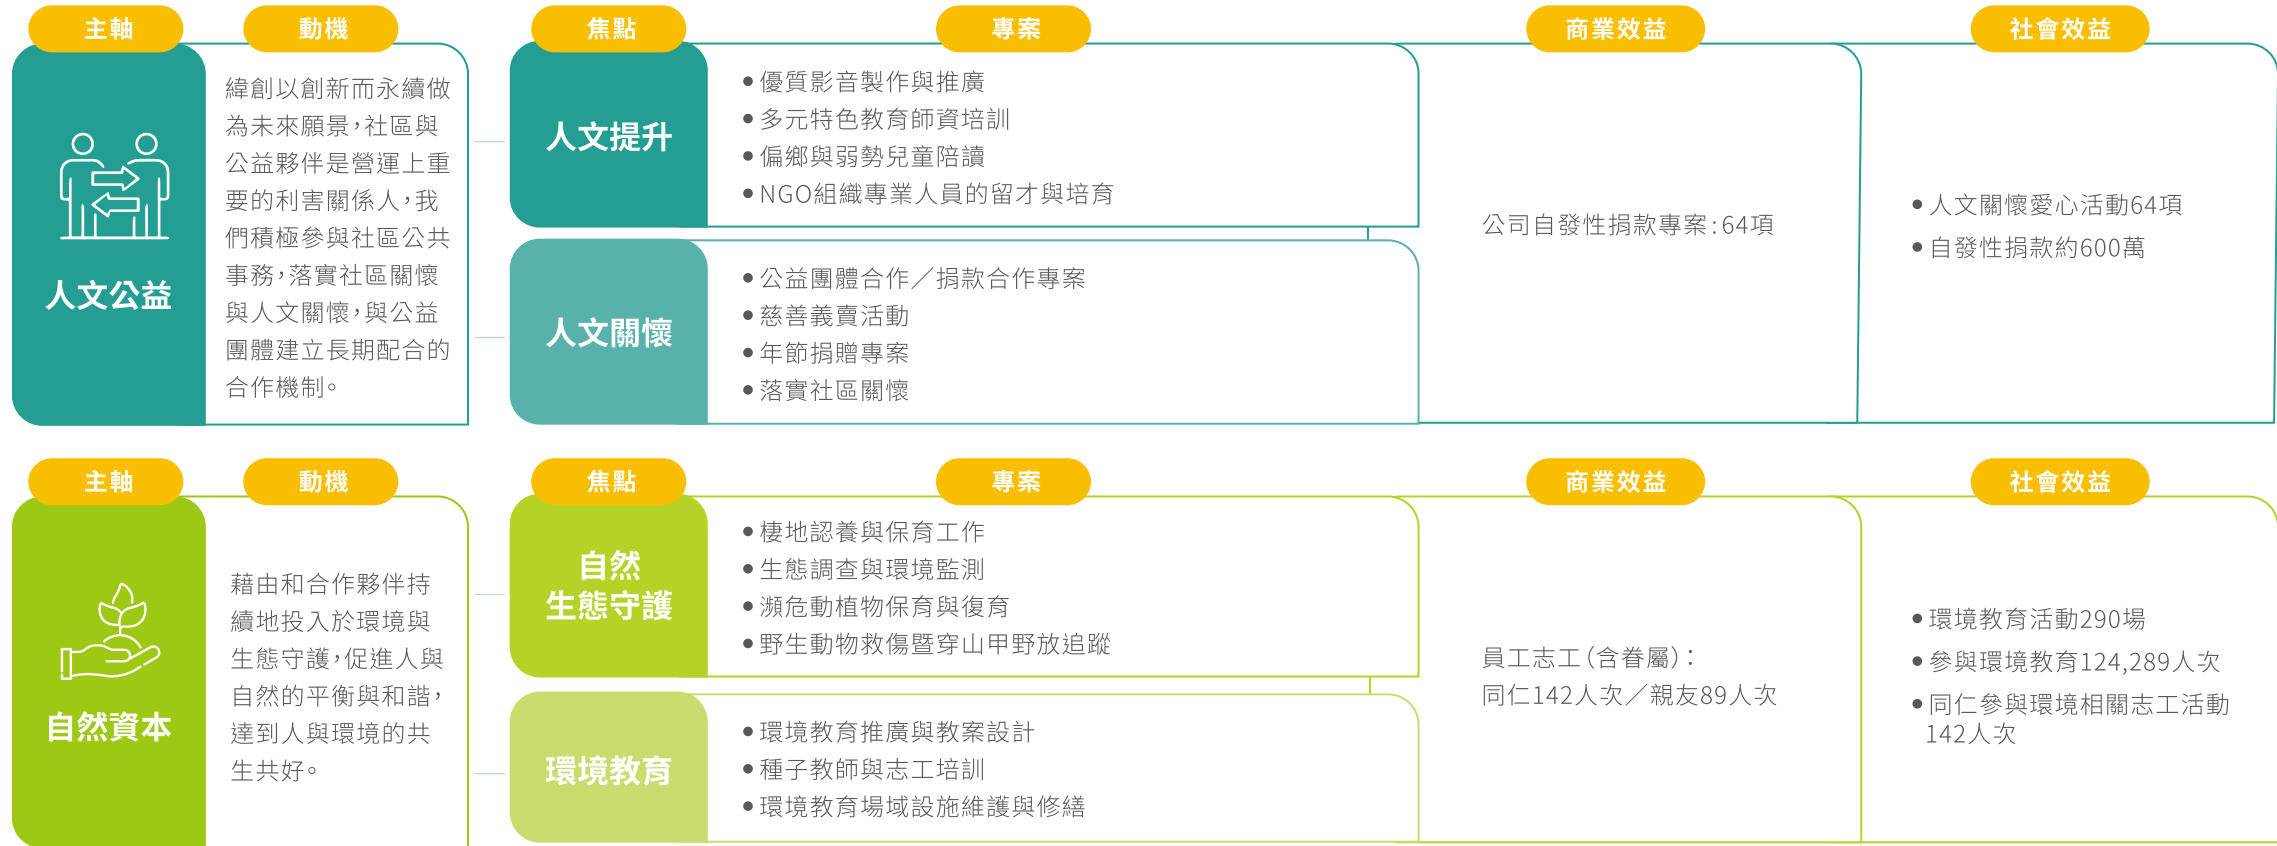 主軸
動機
焦點
專案
商業效益
社會效益
人文公益
緯創以創新而永續做
為未來願景，社區與
公益夥伴是營運上重
要的利害關係人，我
們積極參與社區公共
事務，落實社區關懷
與人文關懷，與公益
團體建立長期配合的
合作機制。
人文提升
●優質影音製作與推廣
●多元特色教育師資培訓
●偏鄉與弱勢兒童陪讀
●NGO組織專業人員的留才與培育
人文關懷
●公益團體合作／捐款合作專案
●慈善義賣活動
●年節捐贈專案
●落實社區關懷
公司自發性捐款專案：64項
●人文關懷愛心活動64項
●自發性捐款約600萬
主軸
動機
焦點
專案
商業效益
社會效益
自然資本
藉由和合作夥伴持
續地投入於環境與
生態守護，促進人與
自然的平衡與和諧，
達到人與環境的共
生共好。
自然
生態守護
●棲地認養與保育工作
●生態調查與環境監測
●瀕危動植物保育與復育
●野生動物救傷暨穿山甲野放追蹤
環境教育
●環境教育推廣與教案設計
●種子教師與志工培訓
●環境教育場域設施維護與修繕
員工志工（含眷屬）：
同仁142人次／親友89人次
●環境教育活動290場
●參與環境教育124,289人次
●同仁參與環境相關志工活動
142人次